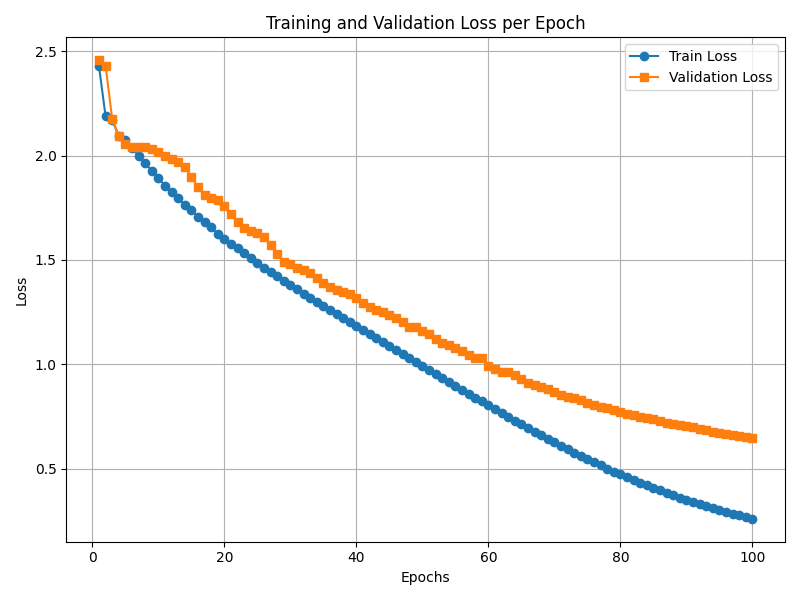 Training and Validation Loss per Epoch
Train Loss
Validation Loss
2.5
2.0
1.5
1.0
0.5
Loss
0 20 40 60 80 100
Epochs